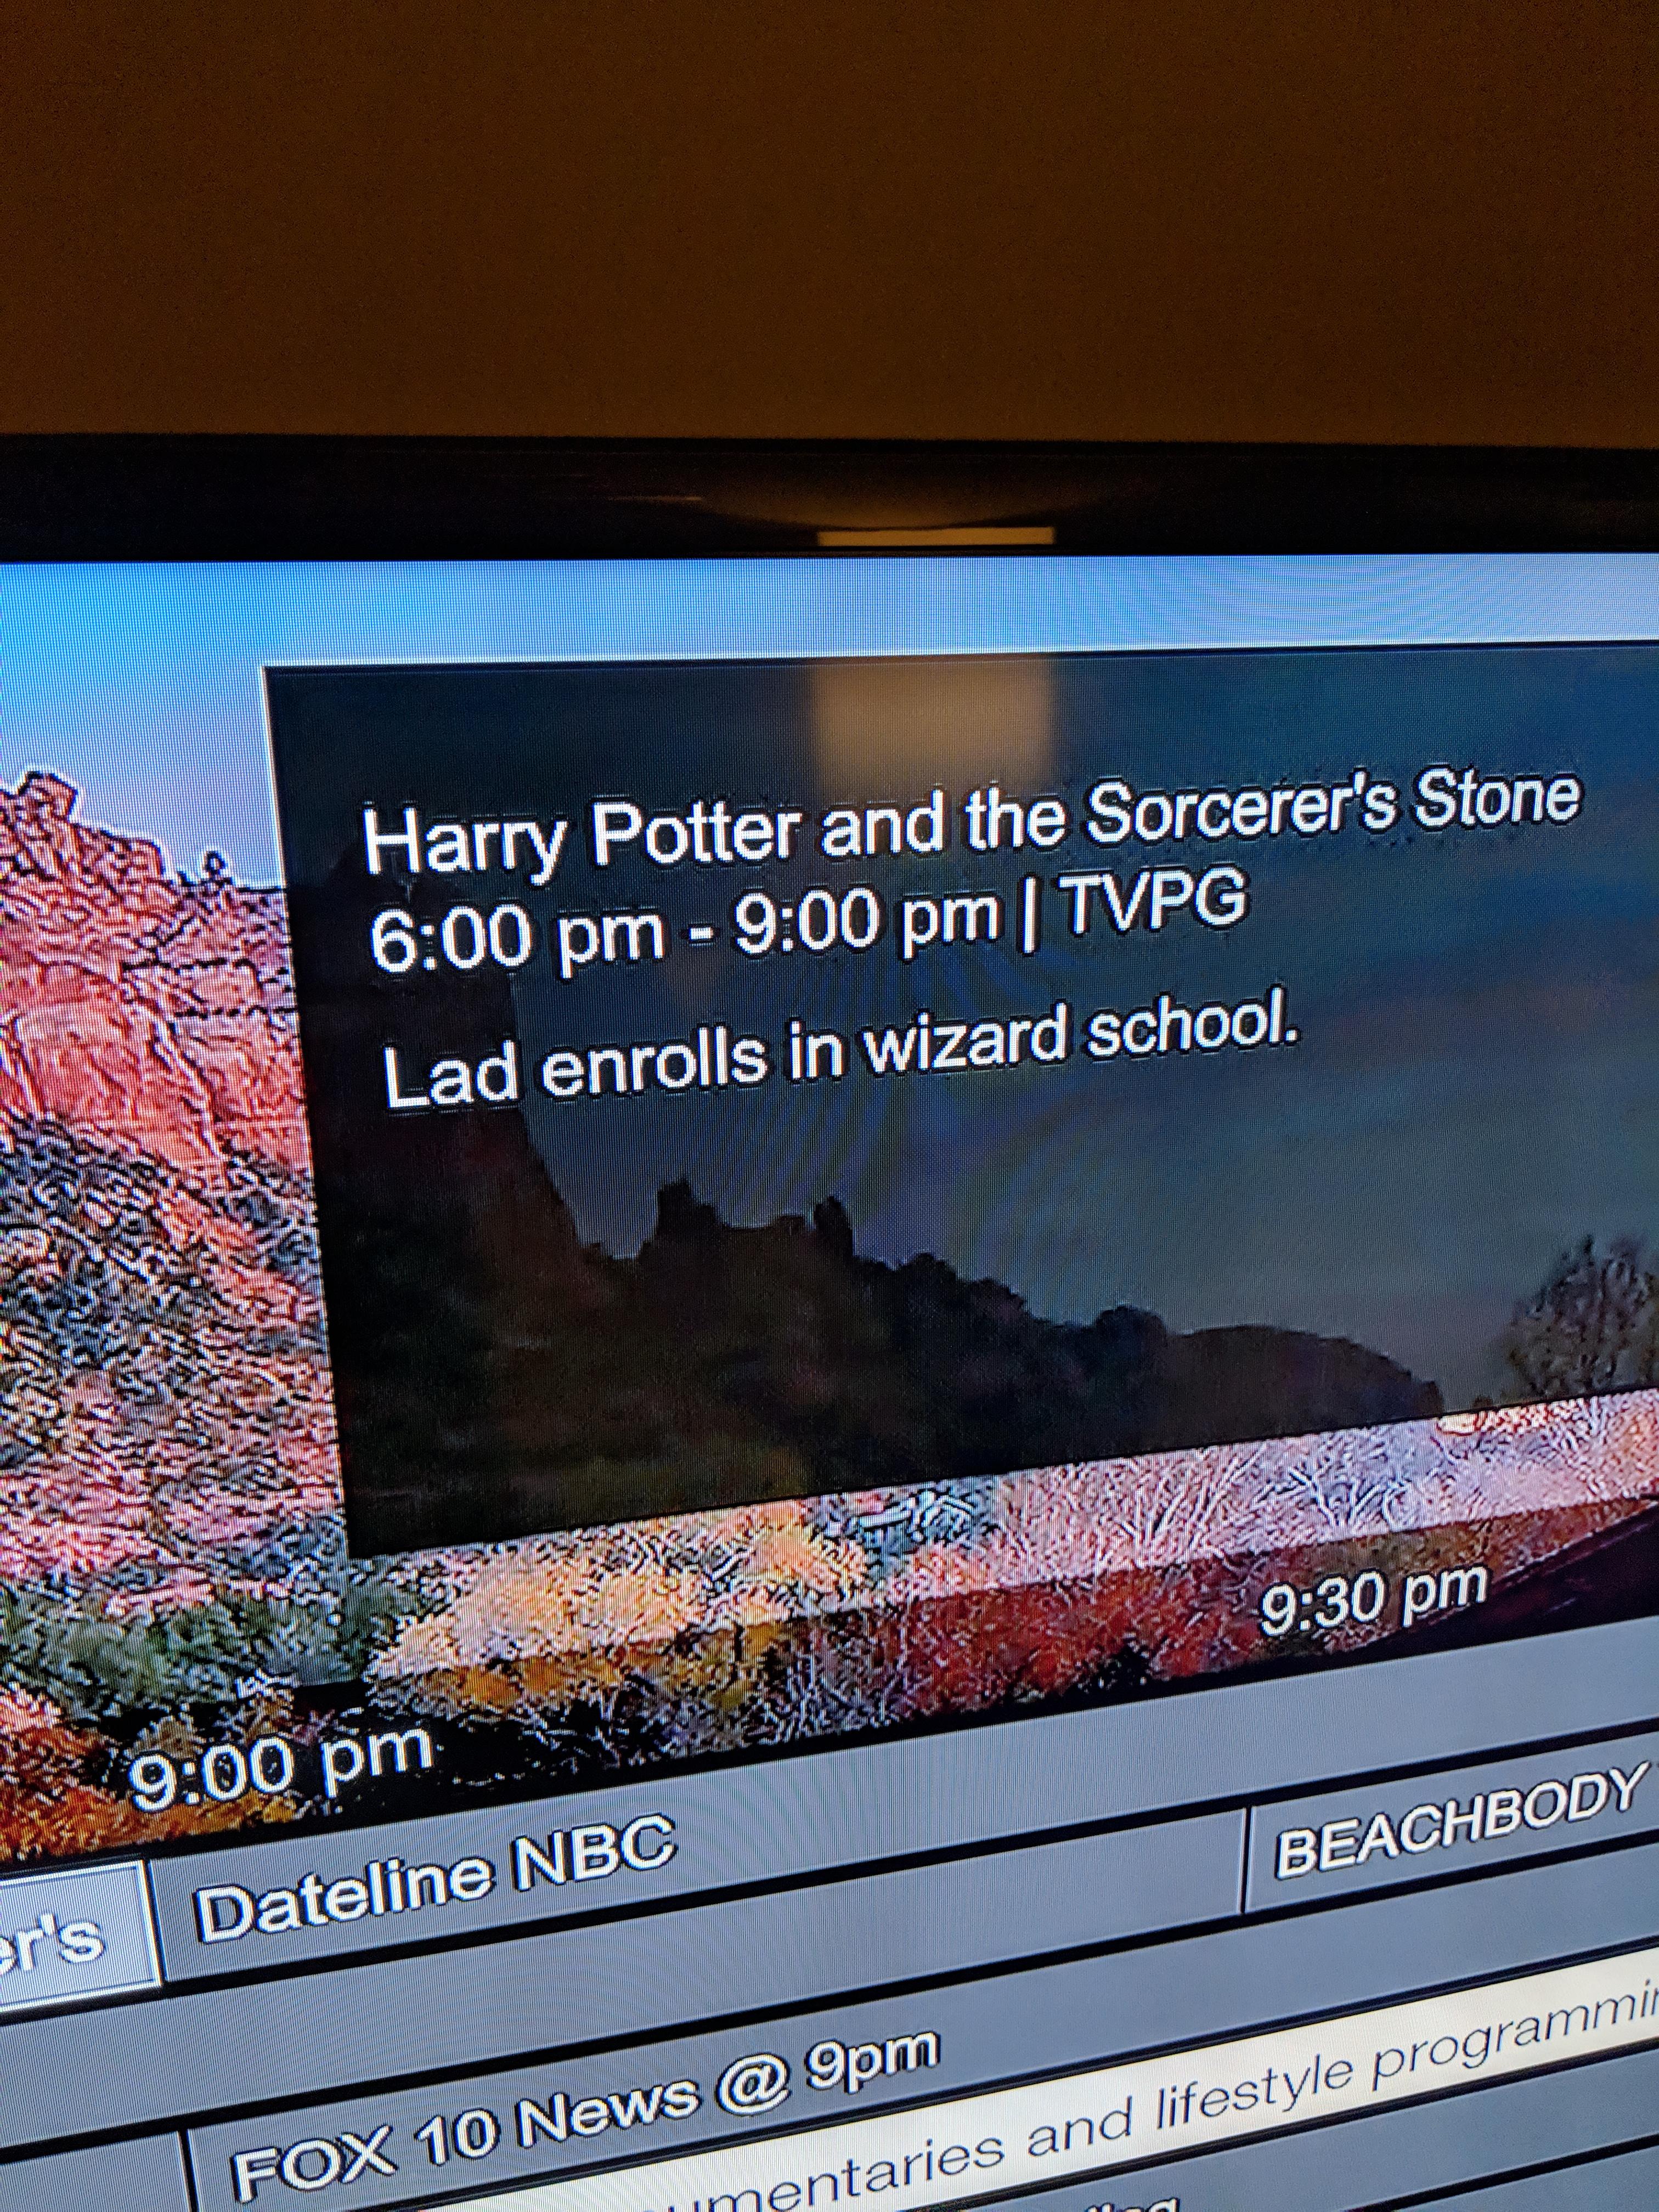 Harry Potter and the Sorcerer's Stone
6:00 pm - 9:00 pm | TVPG
Lad enrolls in wizard school.
9:00 pm
9:30 pm
er's
Dateline NBC
BEACHBODY
FOX 10 News @ 9pm
umentaries and lifestyle programmin